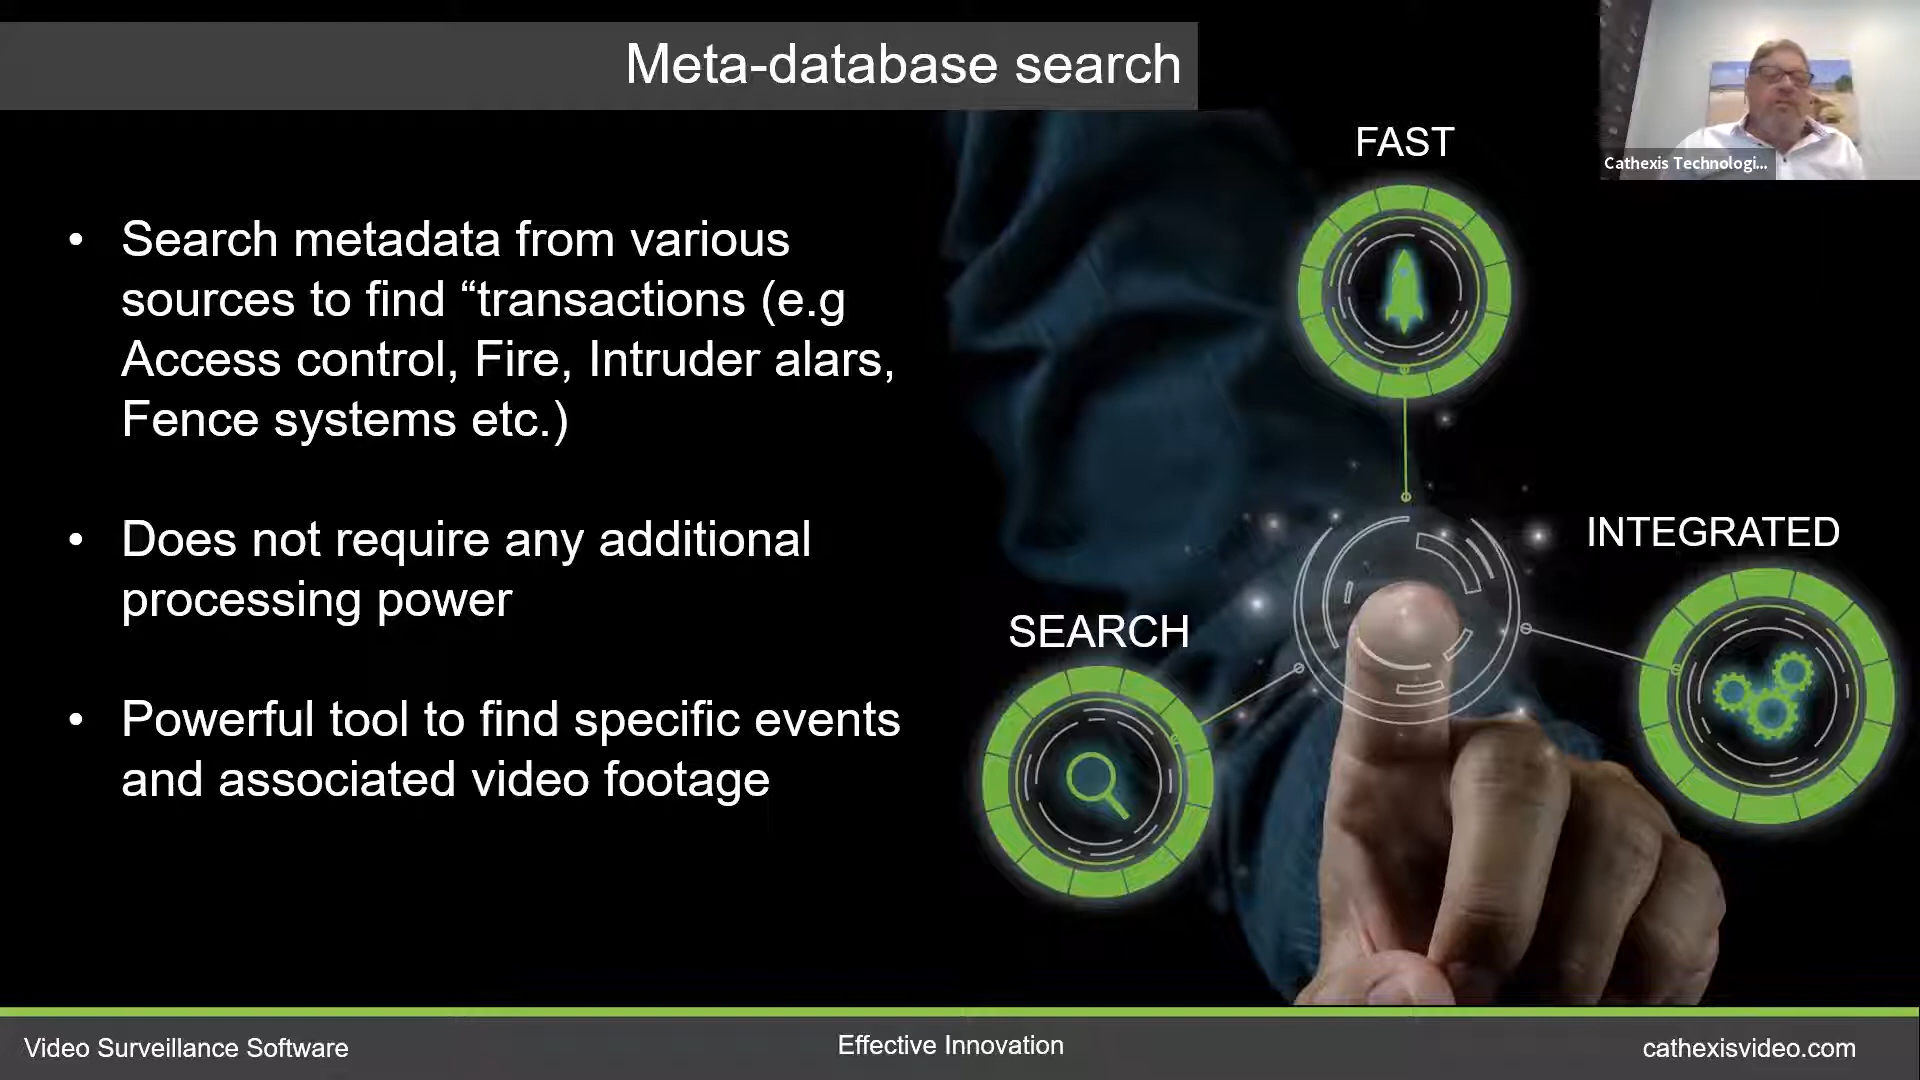 Meta-database search
Cathexis Technologi...
FAST
• Search metadata from various
sources to find “transactions (e.g
Access control, Fire, Intruder alars,
Fence systems etc.)
• Does not require any additional
processing power
• Powerful tool to find specific events
and associated video footage
INTEGRATED
SEARCH
Video Surveillance Software
Effective Innovation
cathexisvideo.com